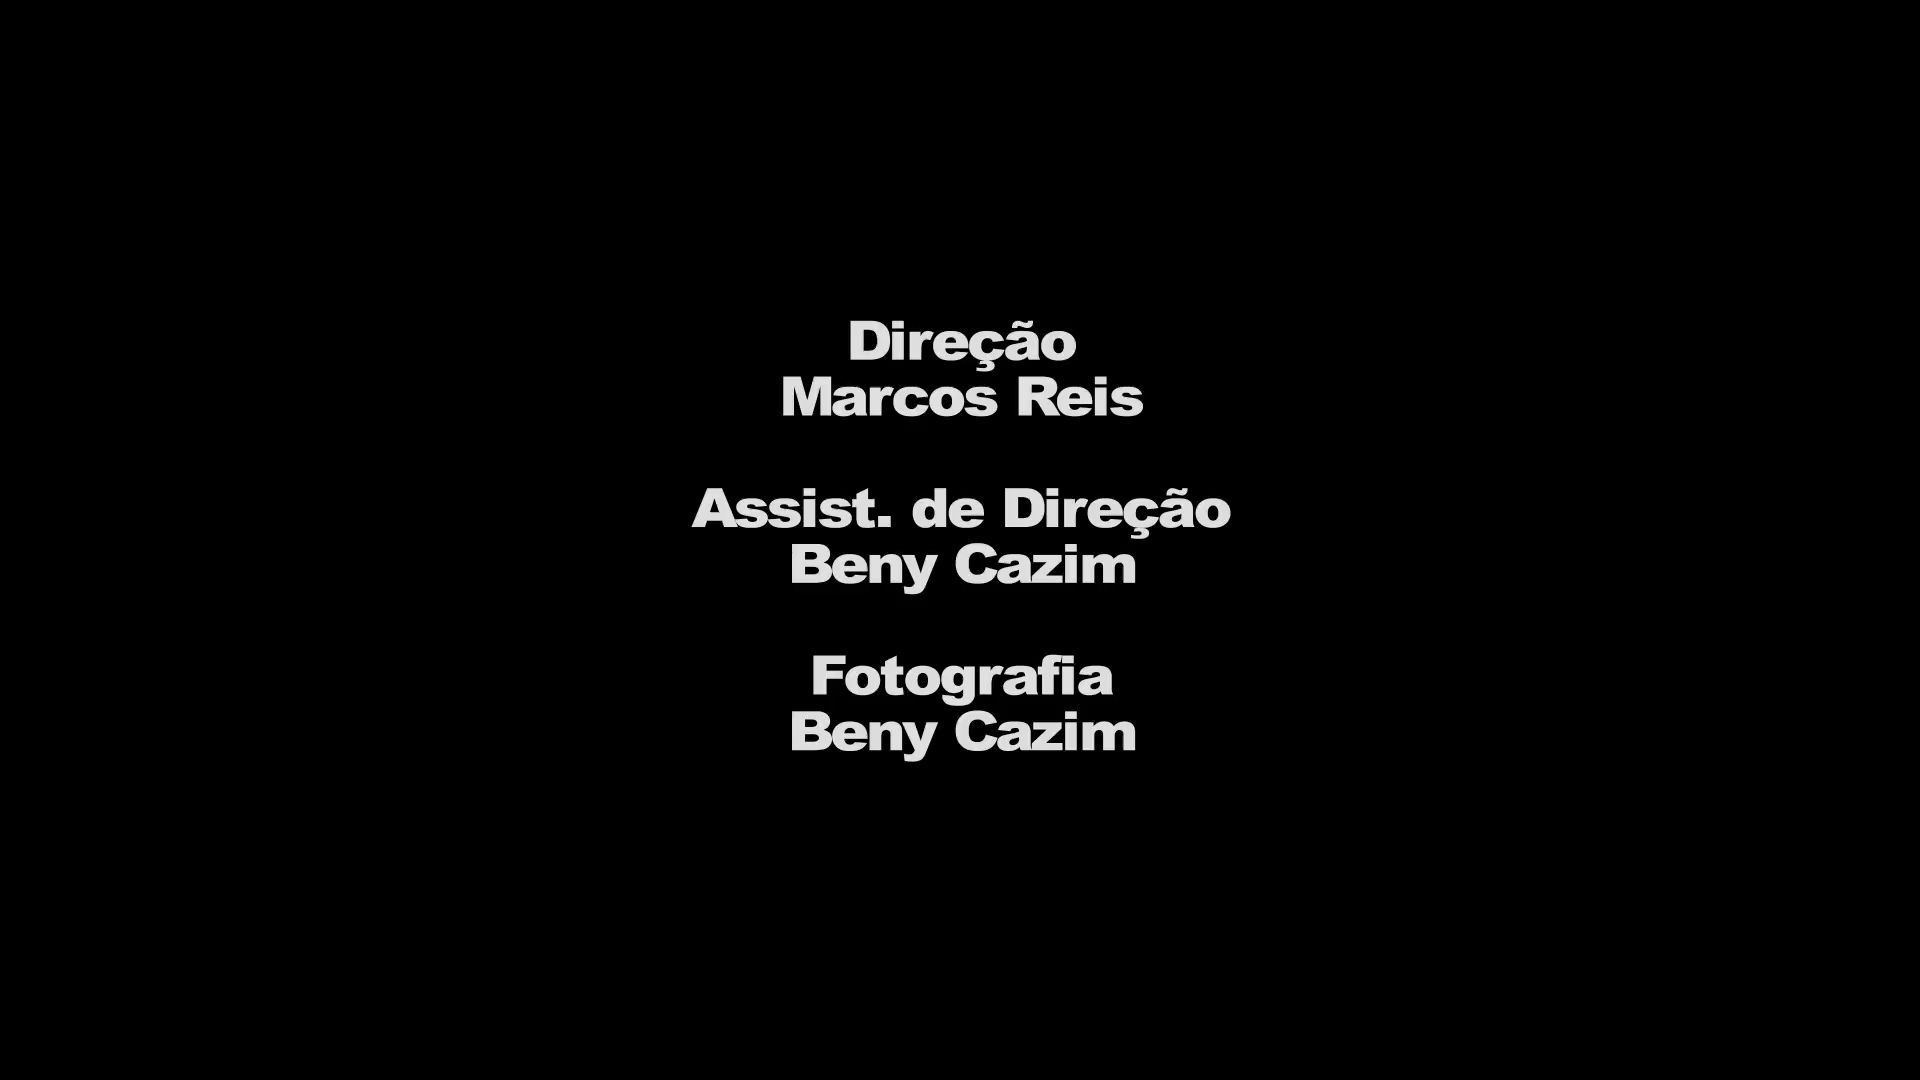 Direção
Marcos Reis
Assist. de Direção
Beny Cazim
Fotografia
Beny Cazim